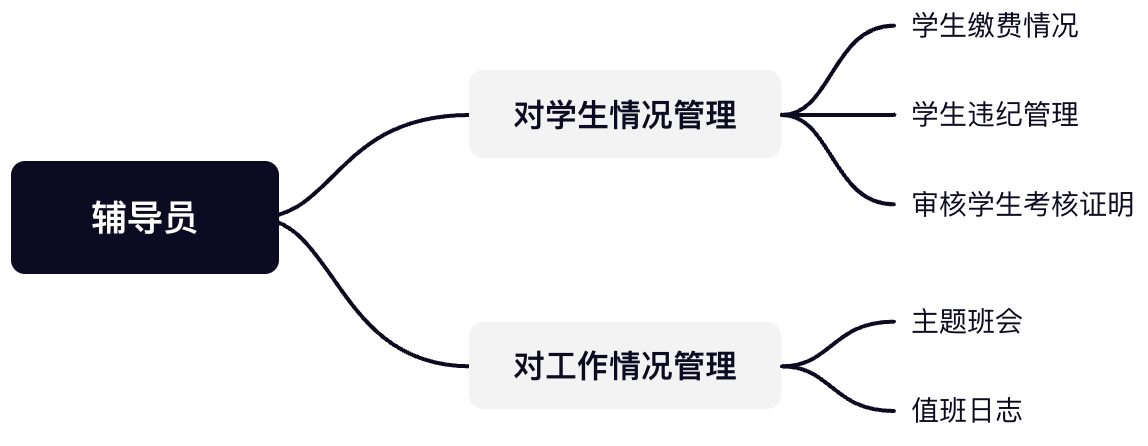 辅导员
对学生情况管理
学生缴费情况
学生违纪管理
审核学生考核证明
对工作情况管理
主题班会
值班日志